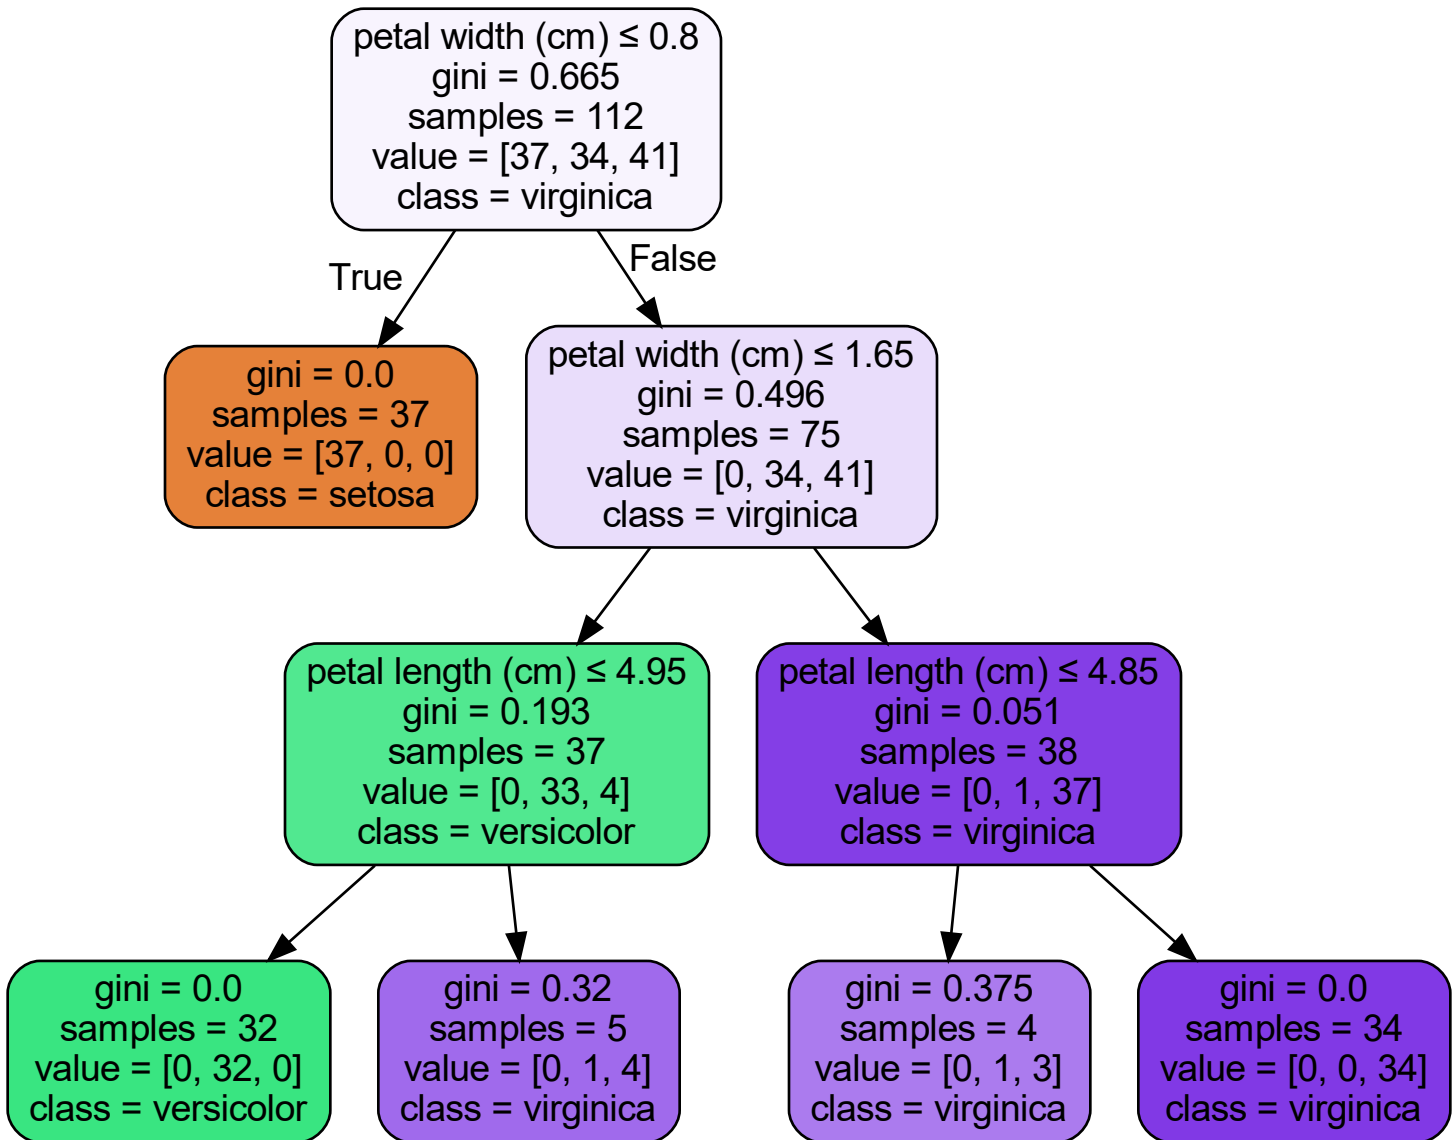 petal width (cm) ≤ 0.8
gini = 0.665
samples = 112
value = [37, 34, 41]
class = virginica
True
False
gini = 0.0
samples = 37
value = [37, 0, 0]
class = setosa
petal width (cm) ≤ 1.65
gini = 0.496
samples = 75
value = [0, 34, 41]
class = virginica
petal length (cm) ≤ 4.95
gini = 0.193
samples = 37
value = [0, 33, 4]
class = versicolor
petal length (cm) ≤ 4.85
gini = 0.051
samples = 38
value = [0, 1, 37]
class = virginica
gini = 0.0
samples = 32
value = [0, 32, 0]
class = versicolor
gini = 0.32
samples = 5
value = [0, 1, 4]
class = virginica
gini = 0.375
samples = 4
value = [0, 1, 3]
class = virginica
gini = 0.0
samples = 34
value = [0, 0, 34]
class = virginica